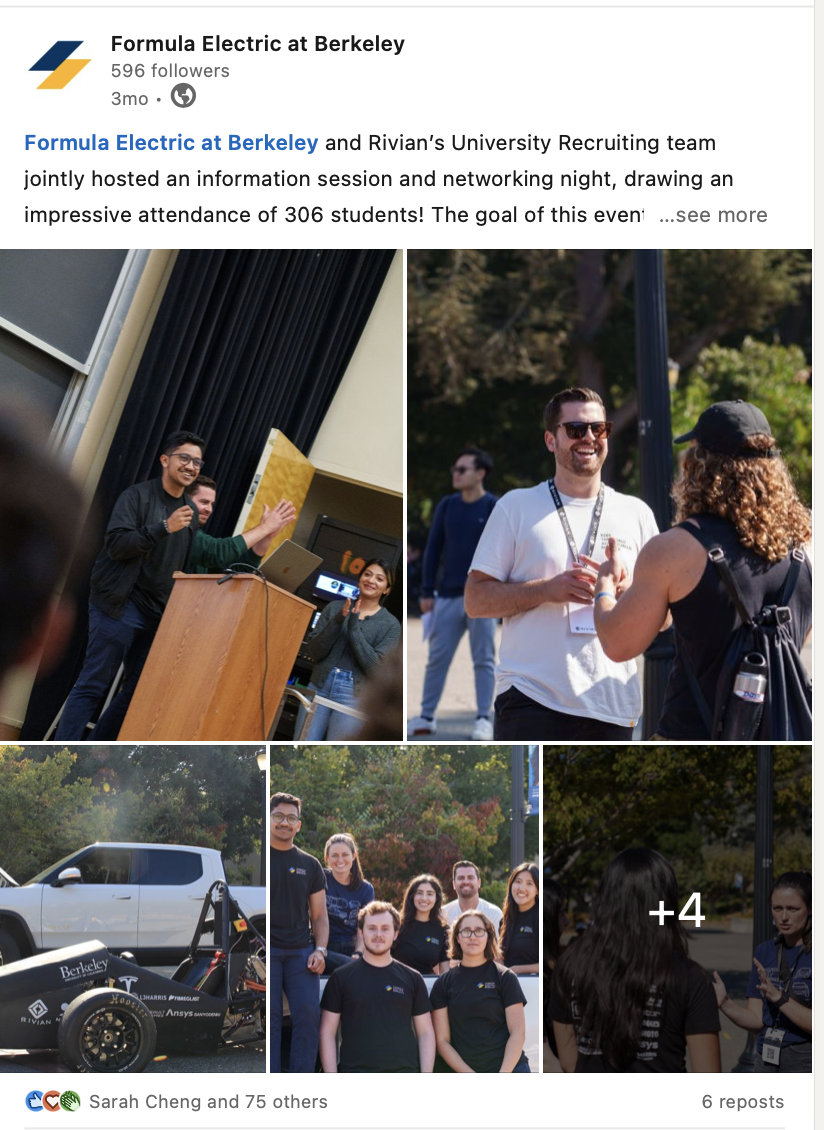 Formula Electric at Berkeley
596 followers
3mo •
Formula Electric at Berkeley and Rivian’s University Recruiting team
jointly hosted an information session and networking night, drawing an
impressive attendance of 306 students! The goal of this event ...see more
Berkeley
RIVIAN
HARRIS FIBREGLAST
Ansys
+4
Sarah Cheng and 75 others
6 reposts